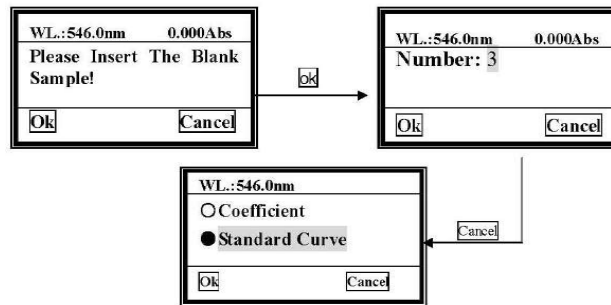 WL.:546.0nm 0.000Abs
Please Insert The Blank
Sample!
Ok Cancel
ok
WL.:546.0nm 0.000Abs
Number: 3
Ok Cancel
Cancel
WL.:546.0nm
Coefficient
Standard Curve
Ok Cancel